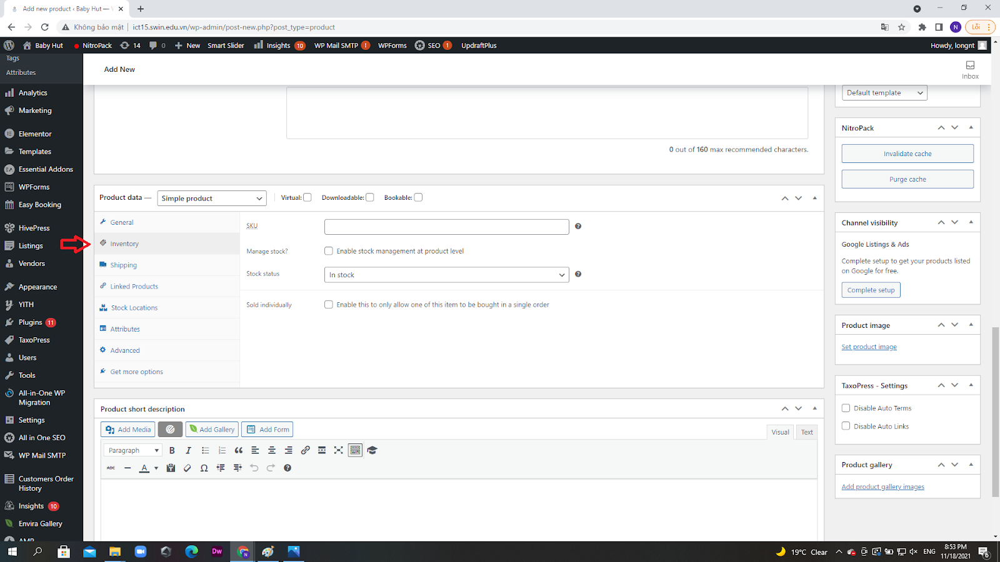 Add new product ‹ Baby Hut —
Không bảo mật
ict15.swin.edu.vn/wp-admin/post-new.php?post_type=product
N
Lỗi
Baby Hut
NitroPack
14
0
New
Smart Slider
Insights 10
WP Mail SMTP !
WPForms
SEO 1
UpdraftPlus
Howdy, longnt
Tags
Attributes
Analytics
Marketing
Elementor
Templates
Essential Addons
WPForms
Easy Booking
HivePress
Listings
Vendors
Appearance
YITH
Plugins 11
TaxoPress
Users
Tools
All-in-One WP
Migration
Settings
All in One SEO
WP Mail SMTP
Customers Order
History
Insights 10
Envira Gallery
AMP
Add New
Inbox
0 out of 160 max recommended characters.
Product data —
Simple product
Virtual:
Downloadable:
Bookable:
General
Inventory
Shipping
Linked Products
Stock Locations
Attributes
Advanced
Get more options
SKU
Manage stock?
Enable stock management at product level
Stock status
In stock
Sold individually
Enable this to only allow one of this item to be bought in a single order
Product short description
Add Media
Add Gallery
Add Form
Visual
Text
Paragraph
B
I
ABC
A
Ω
Default template
NitroPack
Invalidate cache
Purge cache
Channel visibility
Google Listings & Ads
Complete setup to get your products listed
on Google for free.
Complete setup
Product image
Set product image
TaxoPress - Settings
Disable Auto Terms
Disable Auto Links
Product gallery
Add product gallery images
Dw
N
19°C Clear
ENG
8:53 PM
11/18/2021
6